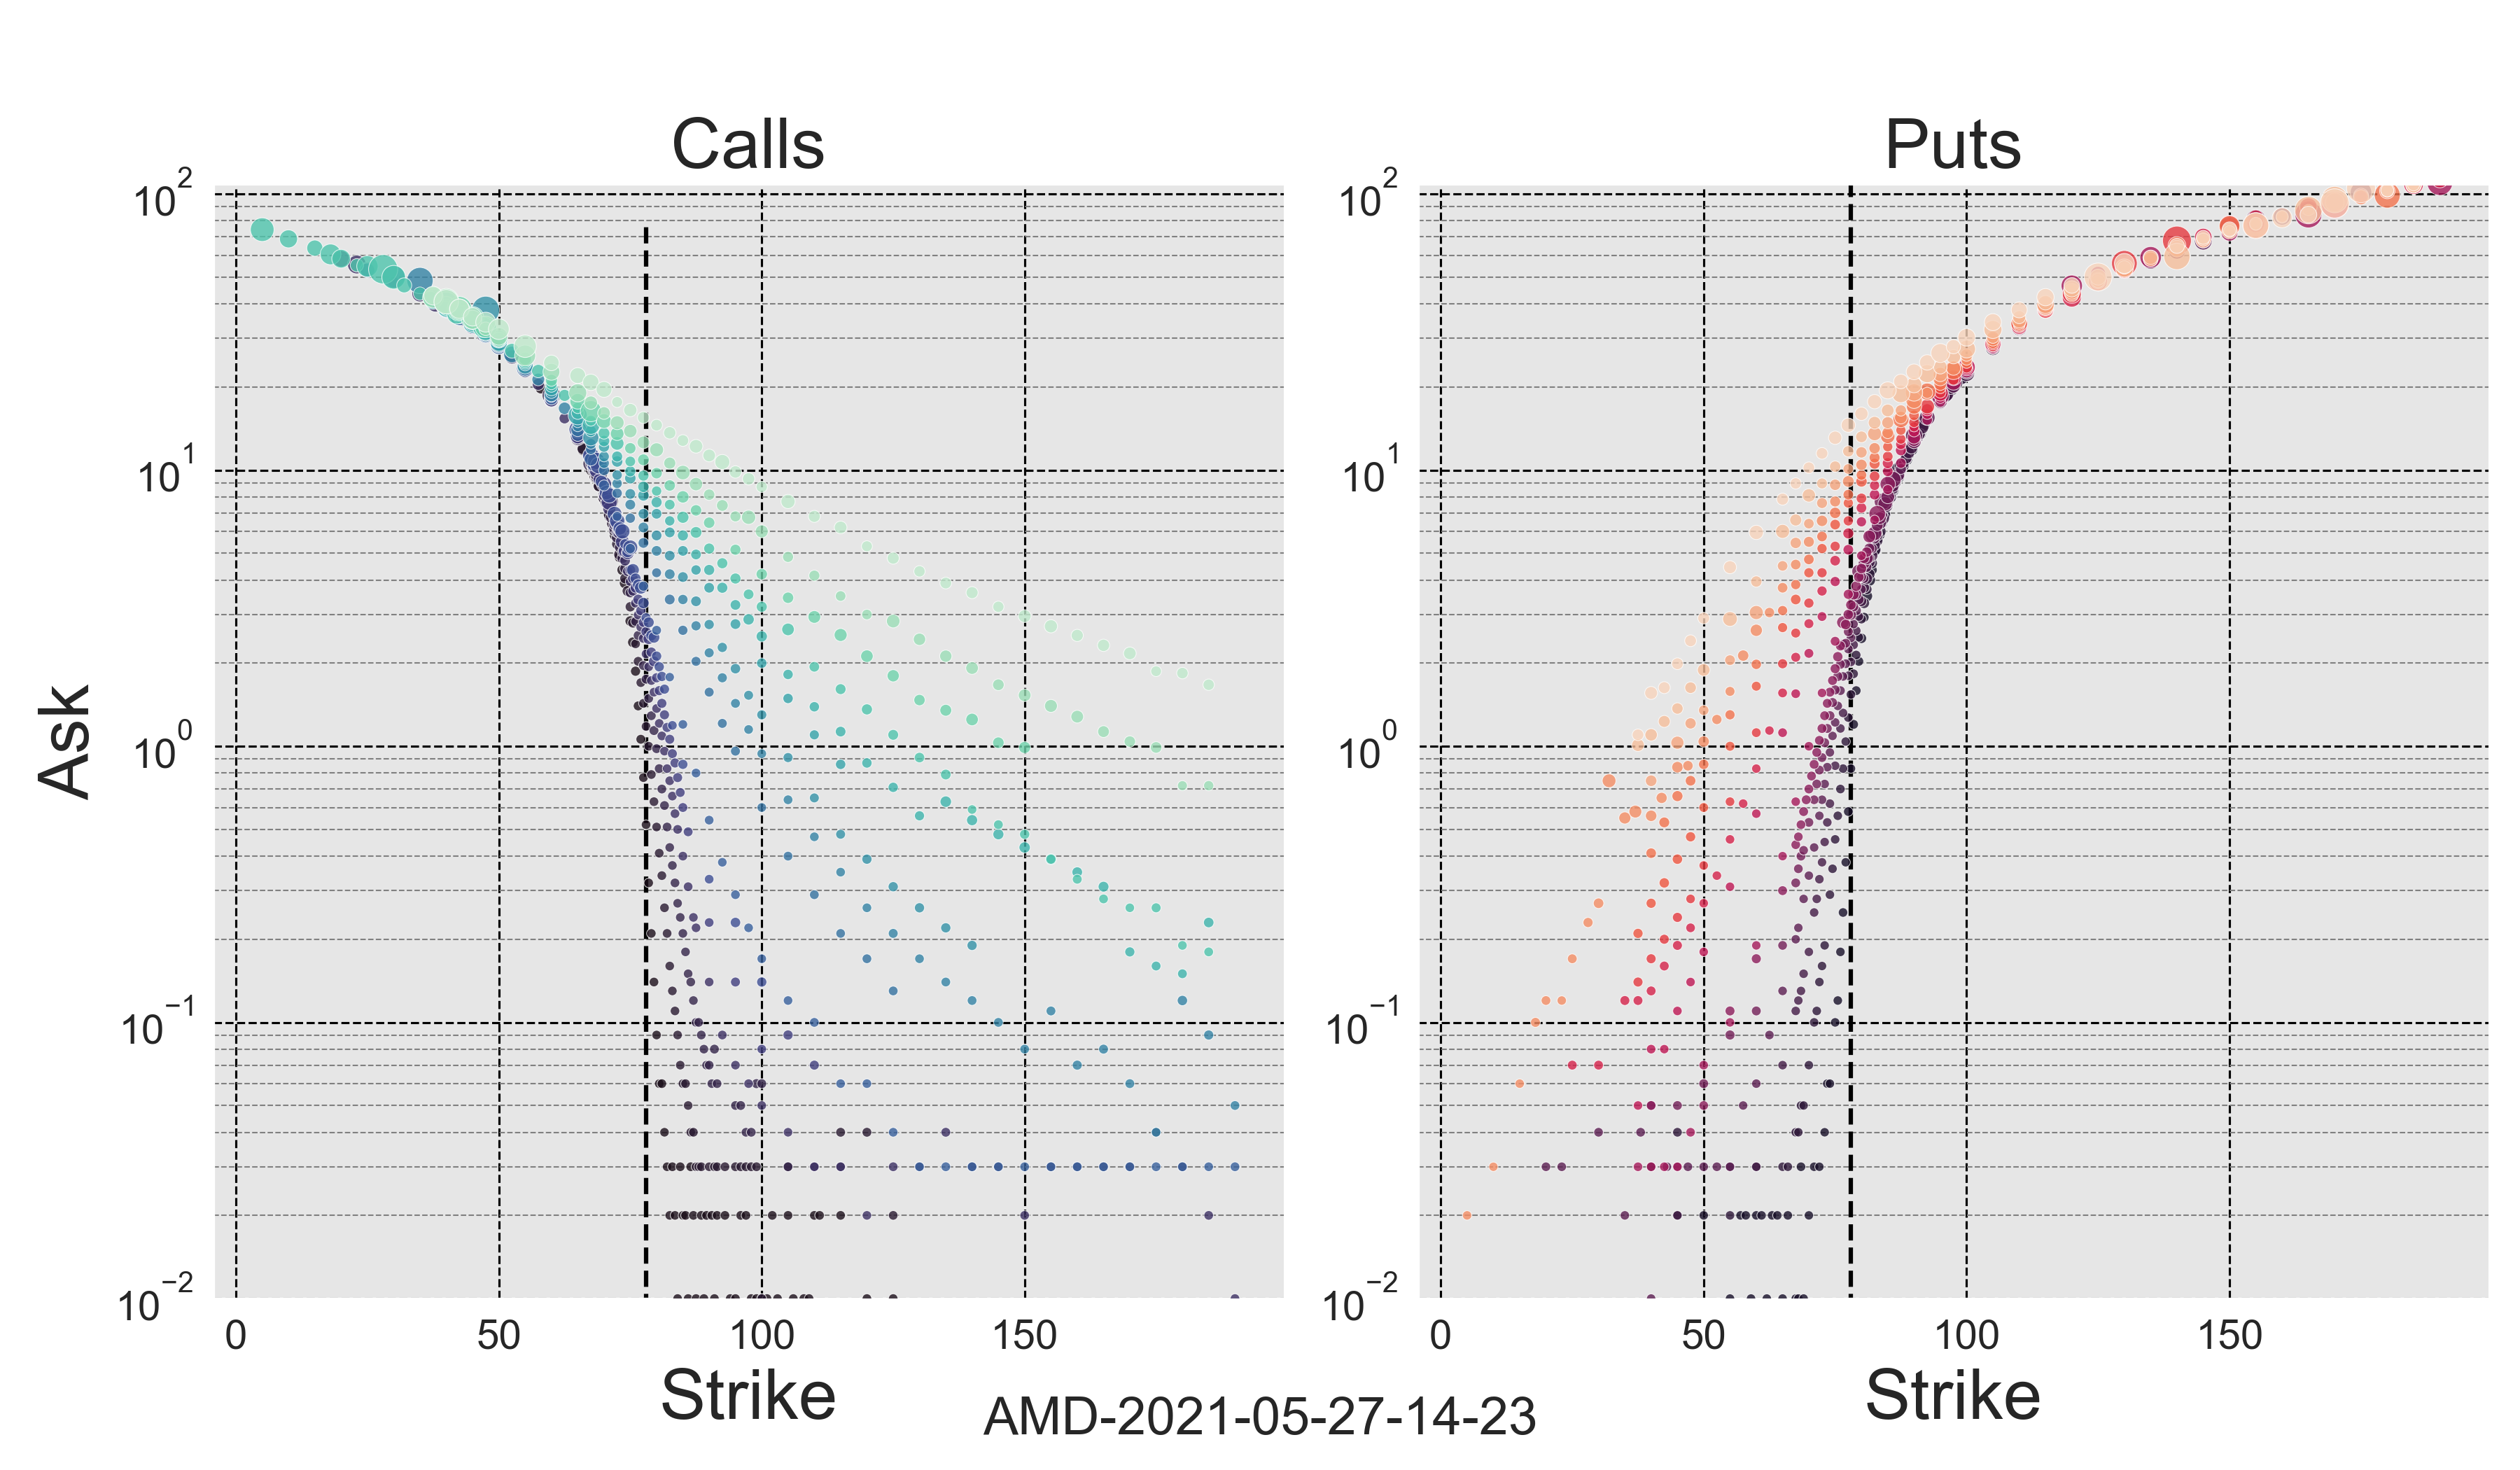 Calls Puts
10^2 10^2
10^1 10^1
10^0 10^0
10^−1 10^−1
10^−2 10^−2
Ask
0 50 100 150 0 50 100 150
Strike Strike
AMD-2021-05-27-14-23